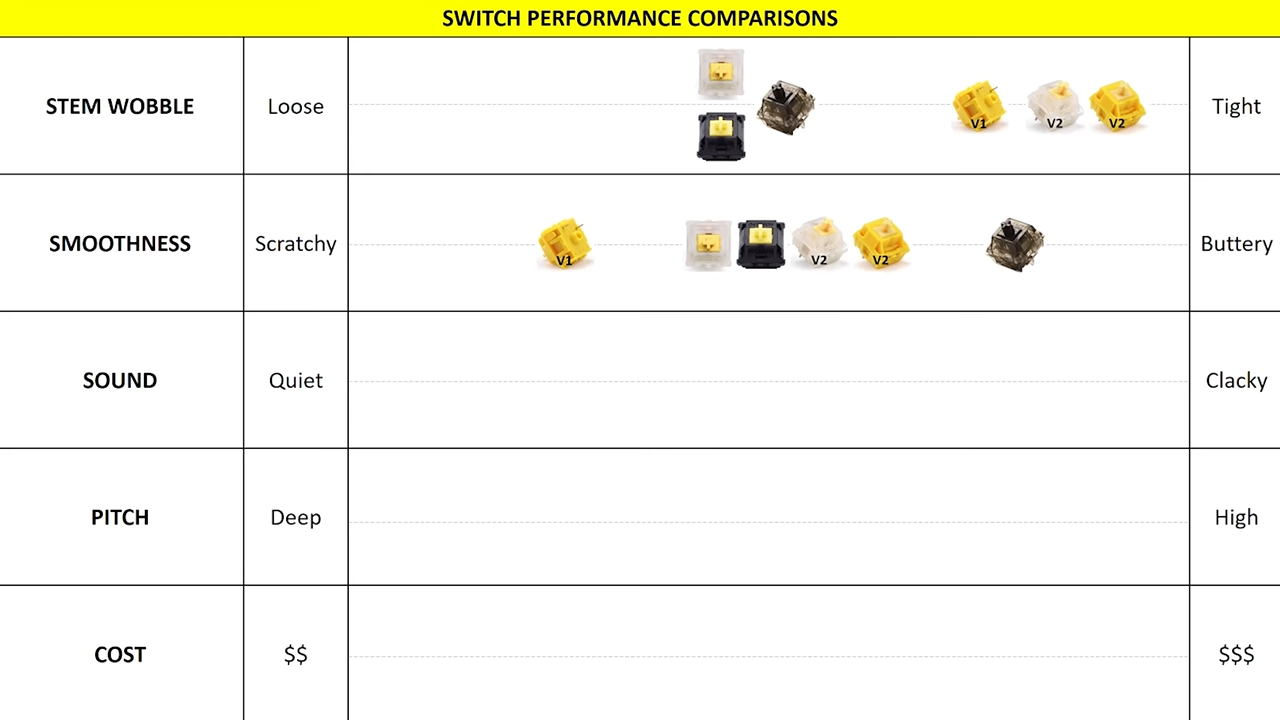 SWITCH PERFORMANCE COMPARISONS
STEM WOBBLE Loose V1 V2 V2 Tight
SMOOTHNESS Scratchy V1 V2 V2 Buttery
SOUND Quiet Clacky
PITCH Deep High
COST $$ $$$